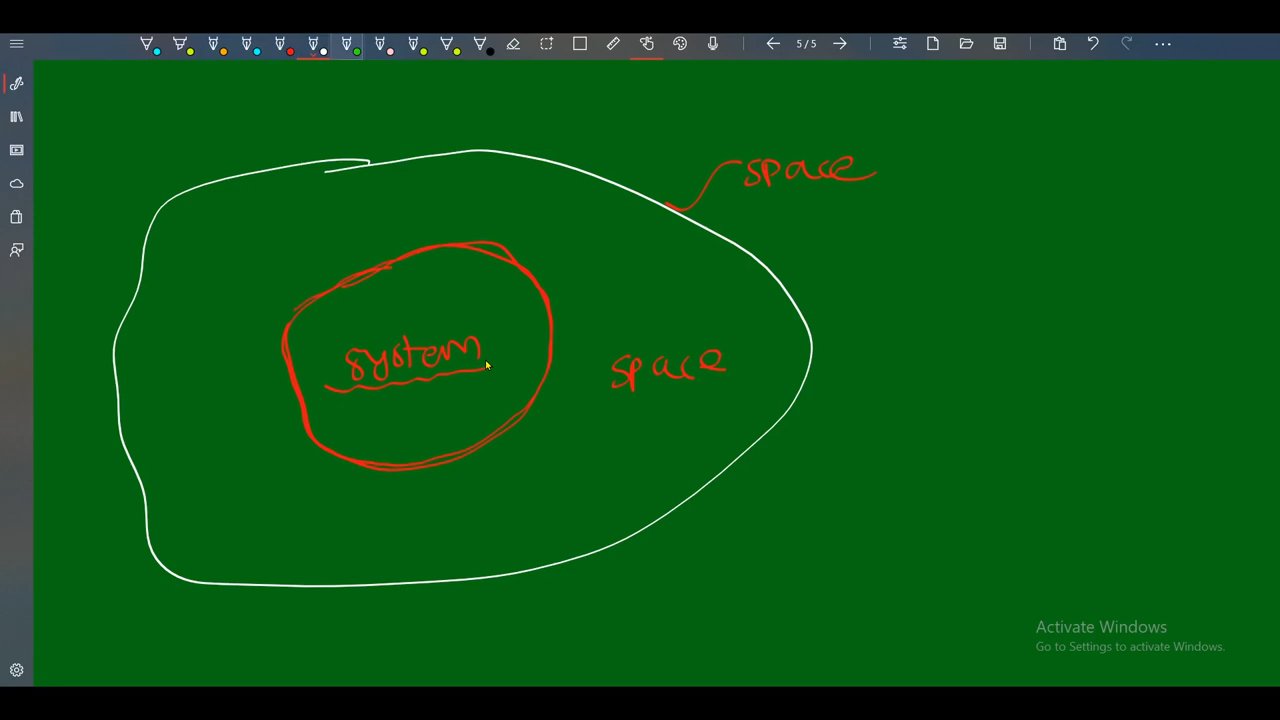 5/5
space
system
space
Activate Windows
Go to Settings to activate Windows.